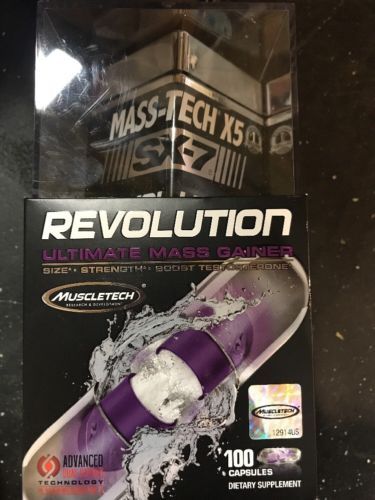 MASS-TECH X5
SX-7
REVOLUTION
ULTIMATE MASS GAINER
SIZE • STRENGTH • BOOST TESTOSTERONE
MUSCLETECH
RESEARCH & DEVELOPMENT
MUSCLETECH
12914US
100
CAPSULES
DIETARY SUPPLEMENT
ADVANCED
TECHNOLOGY